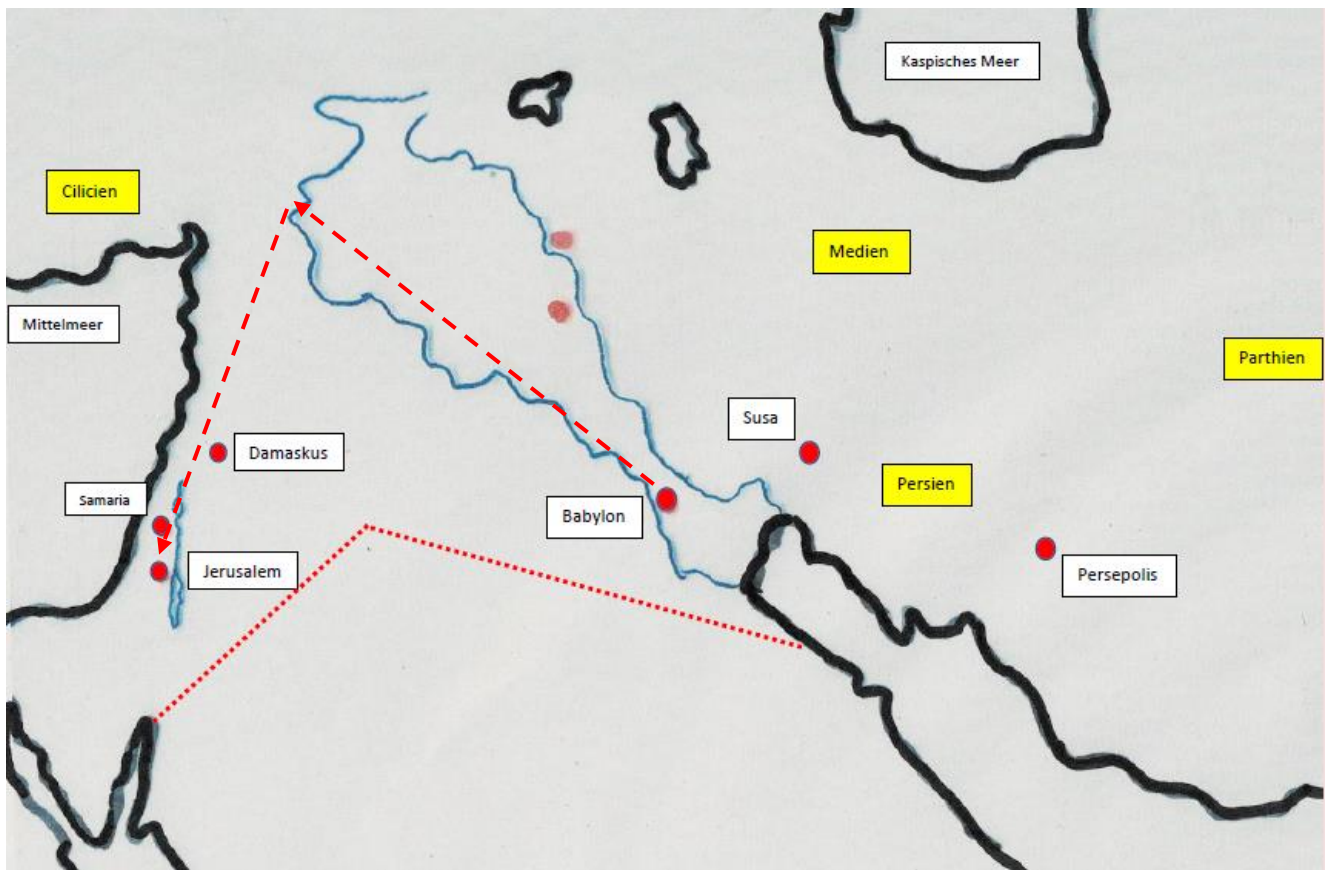 Kaspisches Meer
Cilicien
Medien
Mittelmeer
Parthien
Susa
Damaskus
Persien
Samaria
Babylon
Jerusalem
Persepolis